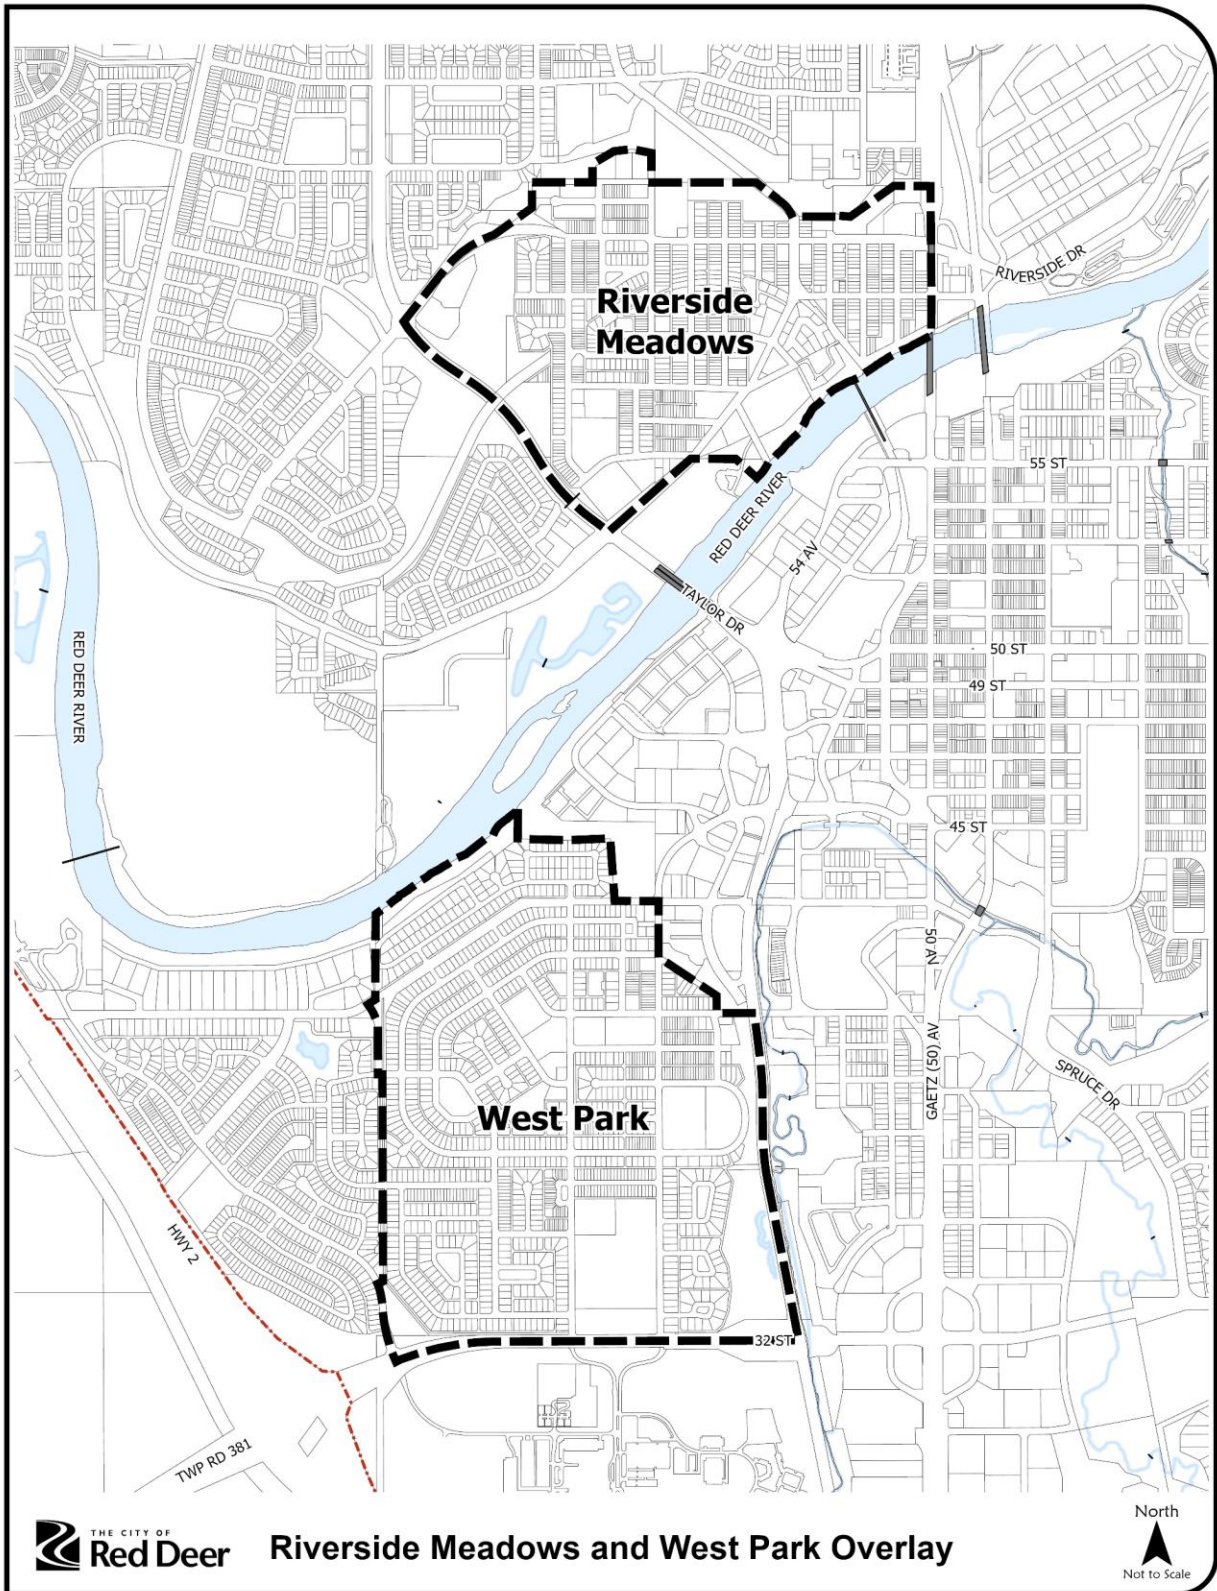 RIVERSIDE DR
Riverside
Meadows
55 ST
RED DEER RIVER
54 AV
TAYLOR DR
50 ST
49 ST
RED DEER RIVER
45 ST
50 AV
GAETZ (50) AV
SPRUCE DR
West Park
HWY 2
32 ST
TWP RD 381
THE CITY OF
Red Deer
Riverside Meadows and West Park Overlay
North
Not to Scale